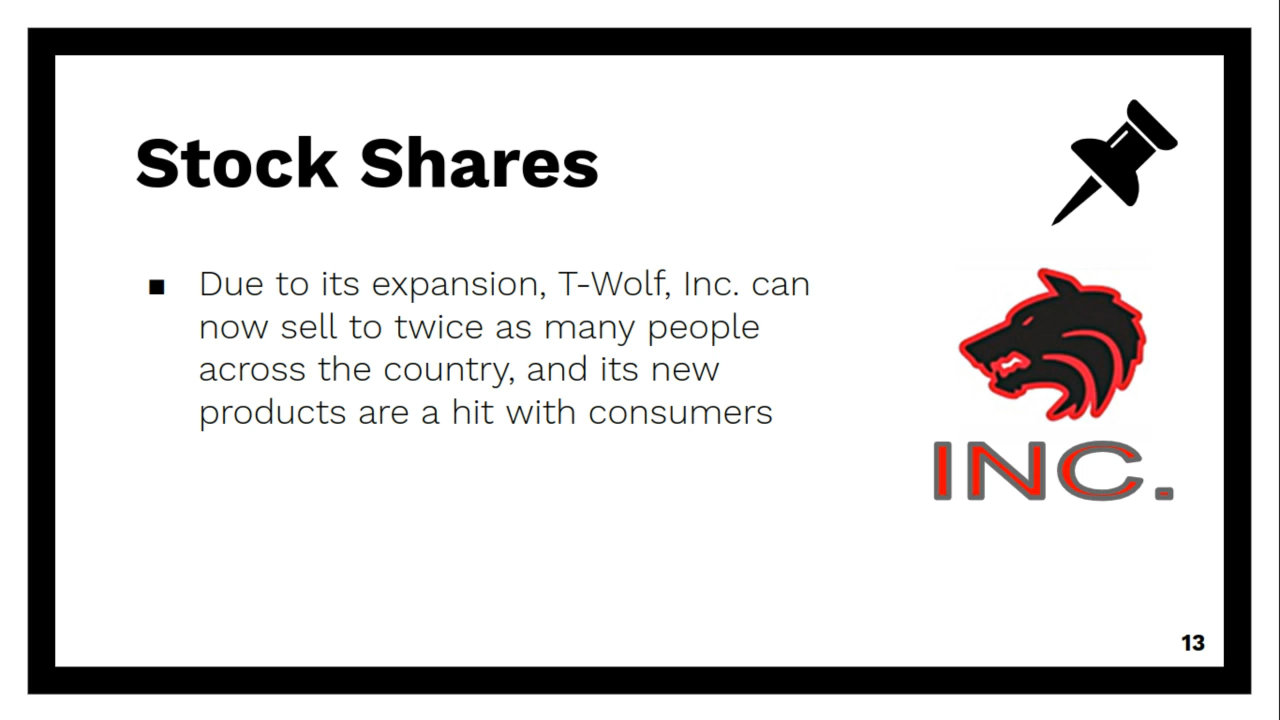 Stock Shares
■ Due to its expansion, T-Wolf, Inc. can
now sell to twice as many people
across the country, and its new
products are a hit with consumers
INC.
13